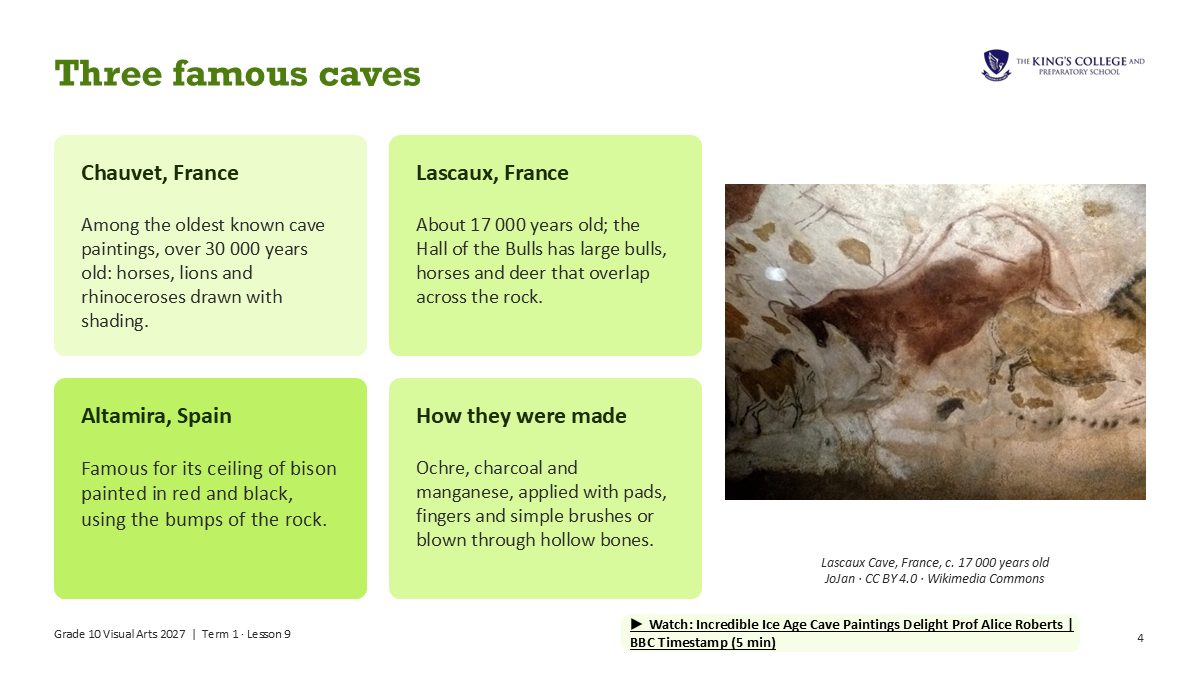 Three famous caves
THE KING'S COLLEGE AND
PREPARATORY SCHOOL
Chauvet, France
Among the oldest known cave
paintings, over 30 000 years
old: horses, lions and
rhinoceroses drawn with
shading.
Lascaux, France
About 17 000 years old; the
Hall of the Bulls has large bulls,
horses and deer that overlap
across the rock.
Altamira, Spain
Famous for its ceiling of bison
painted in red and black,
using the bumps of the rock.
How they were made
Ochre, charcoal and
manganese, applied with pads,
fingers and simple brushes or
blown through hollow bones.
Lascaux Cave, France, c. 17 000 years old
JoJan · CC BY 4.0 · Wikimedia Commons
Grade 10 Visual Arts 2027 | Term 1 · Lesson 9
▶ Watch: Incredible Ice Age Cave Paintings Delight Prof Alice Roberts |
BBC Timestamp (5 min)
4